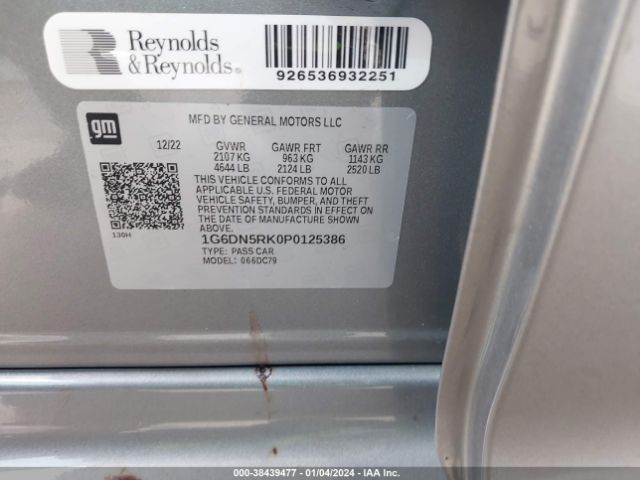 Reynolds
& Reynolds®
926536932251
gm
MFD BY GENERAL MOTORS LLC
12/22 GVWR GAWR FRT GAWR RR
2107 KG 963 KG 1143 KG
4644 LB 2124 LB 2520 LB
THIS VEHICLE CONFORMS TO ALL
APPLICABLE U.S. FEDERAL MOTOR
VEHICLE SAFETY, BUMPER, AND THEFT
PREVENTION STANDARDS IN EFFECT ON
THE DATE OF MANUFACTURE SHOWN
ABOVE.
130H
1G6DN5RK0P0125386
TYPE: PASS CAR
MODEL: 066DC79
000-38439477 - 01/04/2024 - IAA Inc.